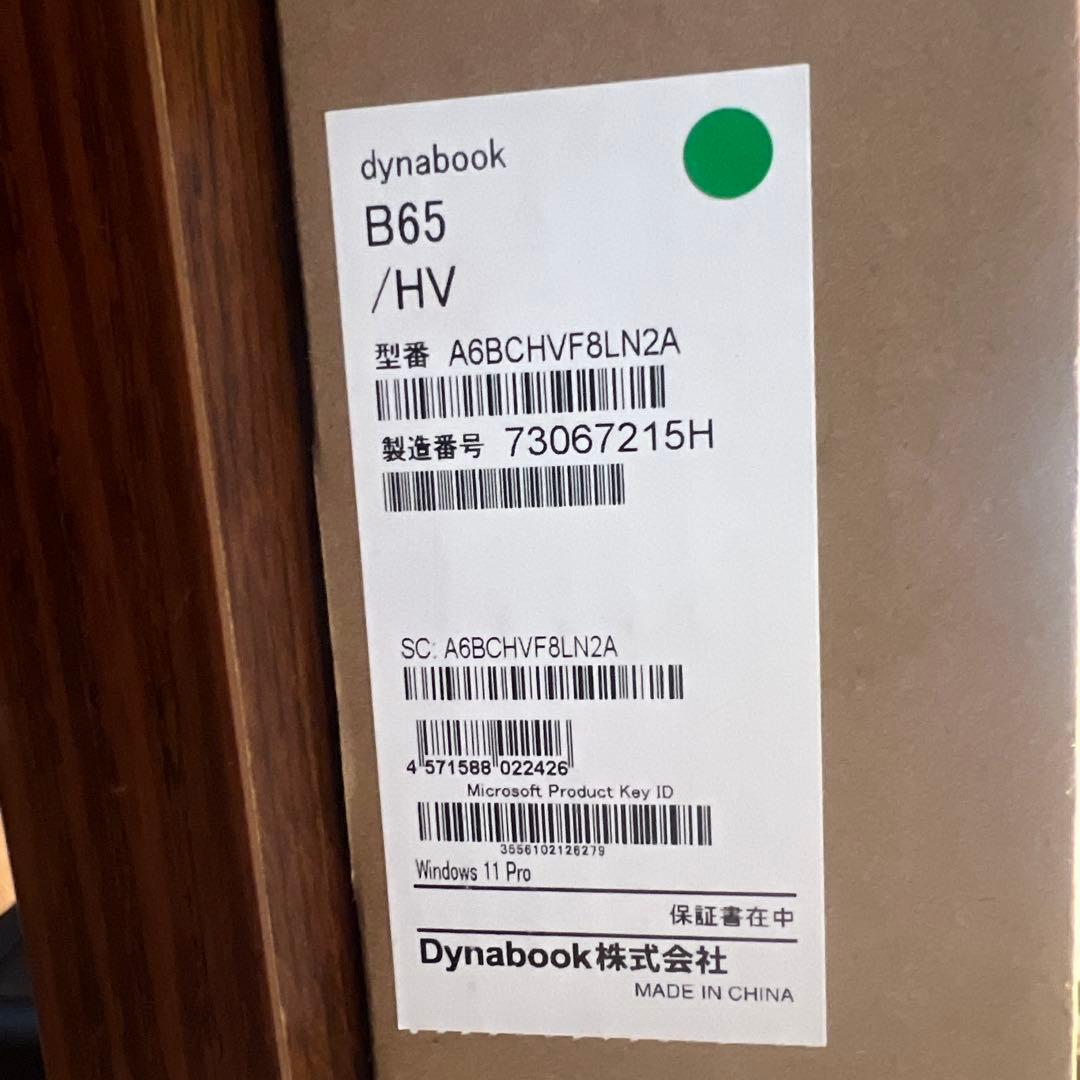 dynabook
B65
/HV
型番 A6BCHVF8LN2A
製造番号 73067215H
SC: A6BCHVF8LN2A
4 571588 022426
Microsoft Product Key ID
3556102126279
Windows 11 Pro
保証書在中
Dynabook株式会社
MADE IN CHINA